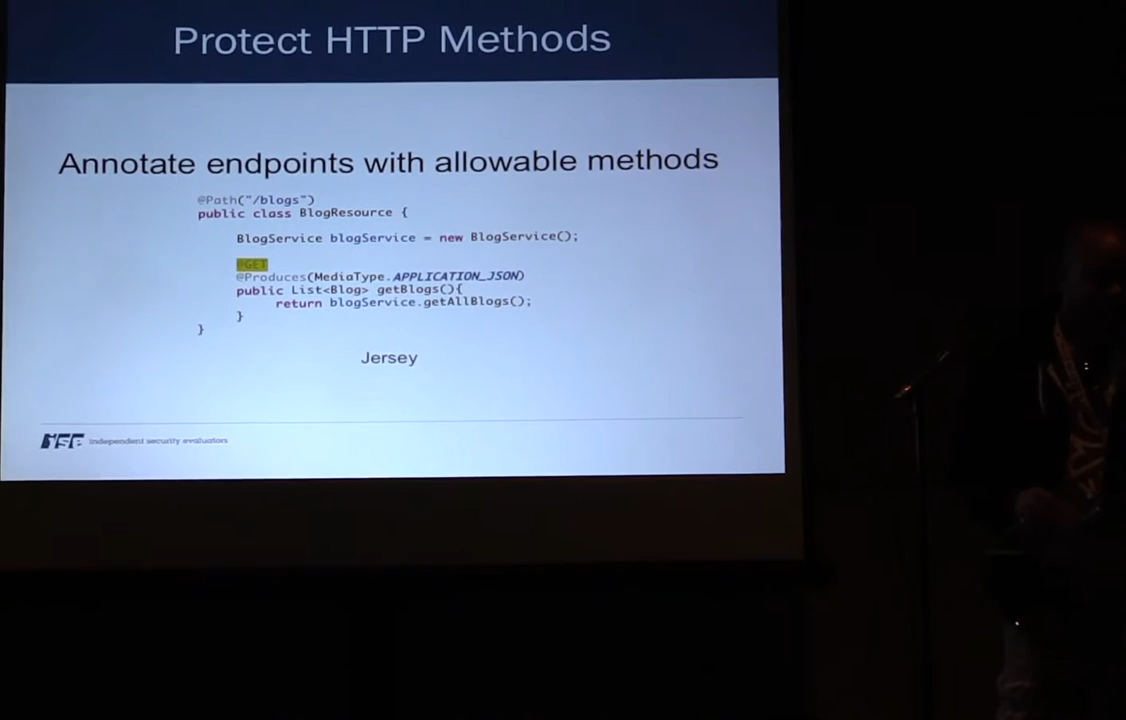 Protect HTTP Methods
Annotate endpoints with allowable methods
@Path("/blogs")
public class BlogResource {
BlogService blogService = new BlogService();
@GET
@Produces(MediaType.APPLICATION_JSON)
public List<Blog> getBlogs(){
return blogService.getAllBlogs();
}
}
Jersey
ise independent security evaluators